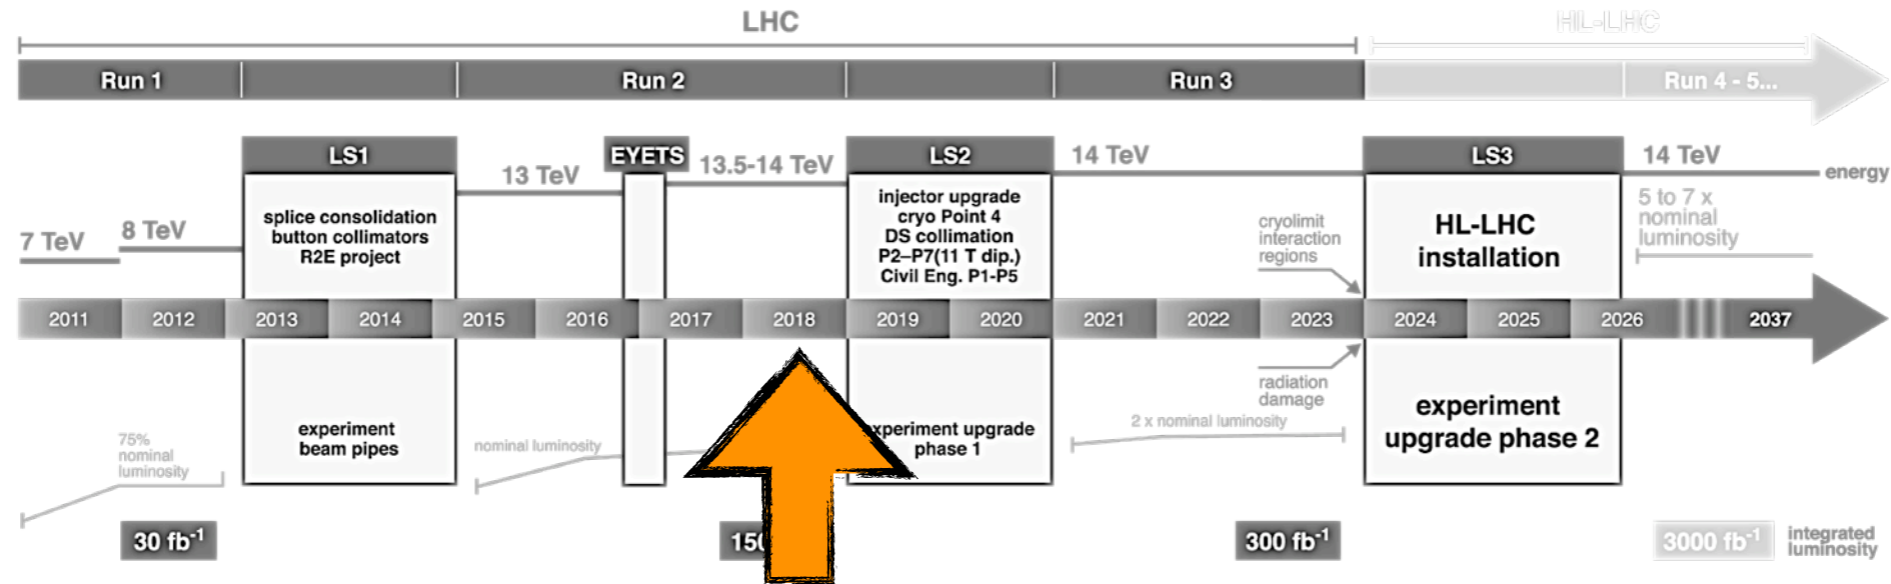 LHC
HL-LHC
Run 1
Run 2
Run 3
Run 4 - 5...
LS1
EYETS
LS2
LS3
13 TeV
13.5-14 TeV
14 TeV
14 TeV
energy
7 TeV
8 TeV
splice consolidation
button collimators
R2E project
injector upgrade
cryo Point 4
DS collimation
P2–P7(11 T dip.)
Civil Eng. P1-P5
cryolimit
interaction
regions
HL-LHC
installation
5 to 7 x
nominal
luminosity
2011
2012
2013
2014
2015
2016
2017
2018
2019
2020
2021
2022
2023
2024
2025
2026
2037
radiation
damage
75%
nominal
luminosity
experiment
beam pipes
nominal luminosity
upgrade
phase 1
2 x nominal luminosity
experiment
upgrade phase 2
30 fb⁻¹
150
300 fb⁻¹
3000 fb⁻¹
integrated
luminosity